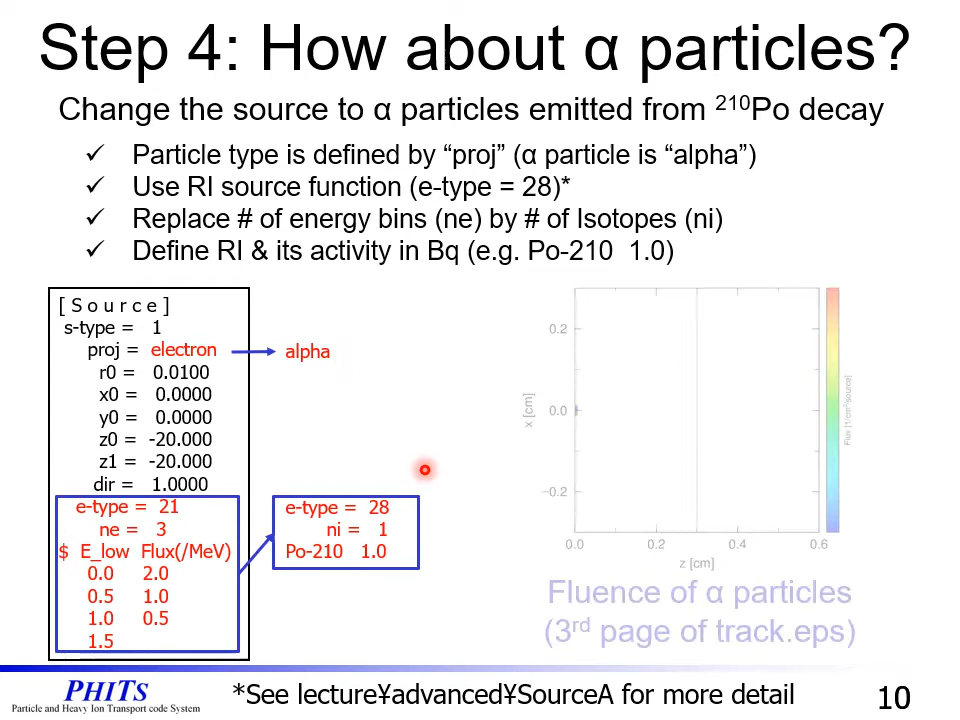 Step 4: How about α particles?
Change the source to α particles emitted from ²¹⁰Po decay
✓ Particle type is defined by “proj” (α particle is “alpha”)
✓ Use RI source function (e-type = 28)*
✓ Replace # of energy bins (ne) by # of Isotopes (ni)
✓ Define RI & its activity in Bq (e.g. Po-210 1.0)
[ S o u r c e ]
s-type = 1
proj = electron
r0 = 0.0100
x0 = 0.0000
y0 = 0.0000
z0 = -20.000
z1 = -20.000
dir = 1.0000
e-type = 21
ne = 3
$ E_low Flux(/MeV)
0.0 2.0
0.5 1.0
1.0 0.5
1.5
alpha
e-type = 28
ni = 1
Po-210 1.0
0.2
0.0
−0.2
x [cm]
0.0 0.2 0.4 0.6
z [cm]
Flux [1/cm²/source]
Fluence of α particles
(3rd page of track.eps)
PHITS
Particle and Heavy Ion Transport code System
*See lecture¥advanced¥SourceA for more detail
10